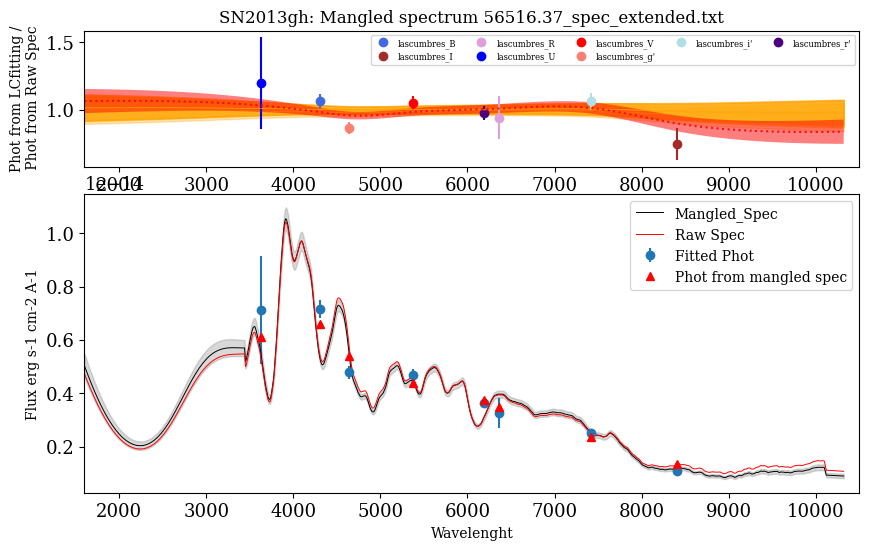 SN2013gh: Mangled spectrum 56516.37_spec_extended.txt
Phot from LCfitting /
Phot from Raw Spec
1.5
1.0
lascumbres_B
lascumbres_R
lascumbres_V
lascumbres_i'
lascumbres_r'
lascumbres_I
lascumbres_U
lascumbres_g'
2000 3000 4000 5000 6000 7000 8000 9000 10000
1e−14
Flux erg s-1 cm-2 A-1
1.0
0.8
0.6
0.4
0.2
Mangled_Spec
Raw Spec
Fitted Phot
Phot from mangled spec
2000 3000 4000 5000 6000 7000 8000 9000 10000
Wavelenght